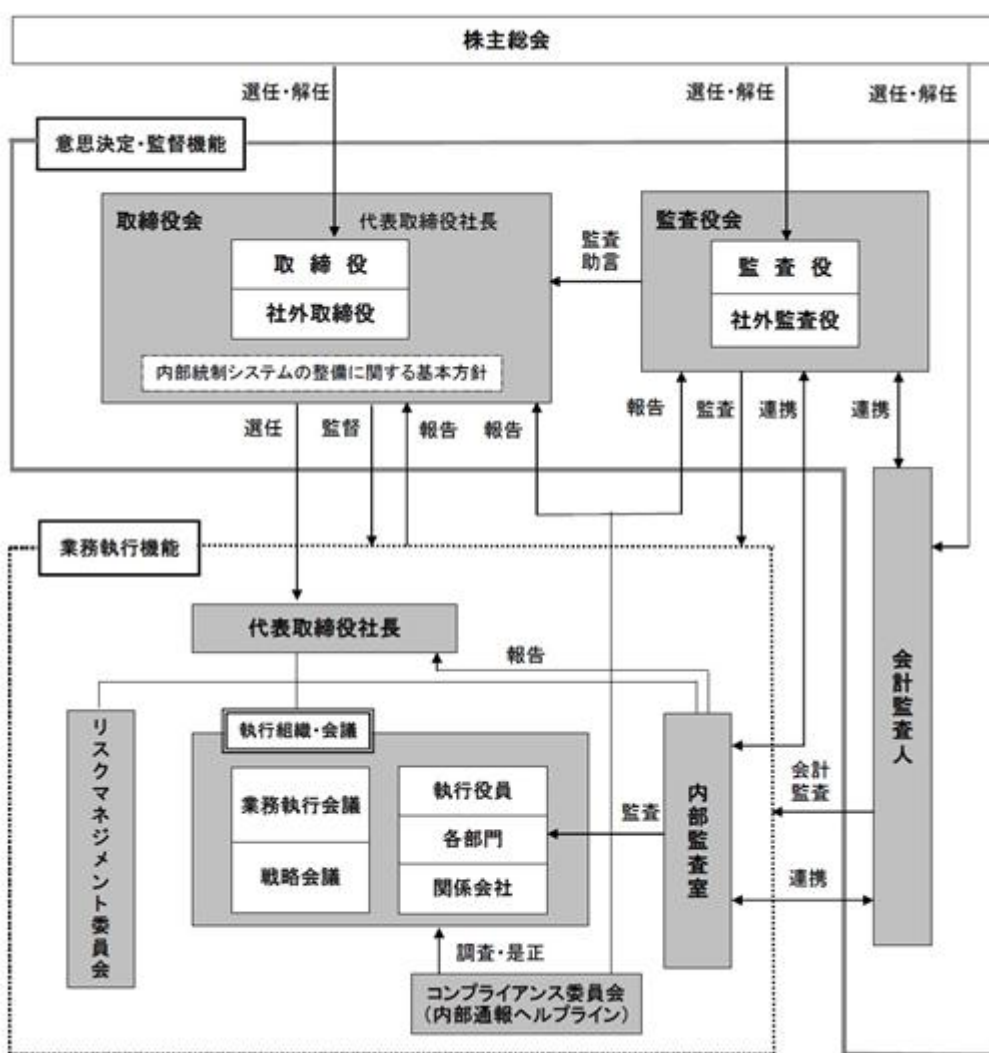 株主総会
選任・解任
選任・解任
選任・解任
意思決定・監督機能
取締役会
代表取締役社長
取締役
社外取締役
内部統制システムの整備に関する基本方針
監査
助言
監査役会
監査役
社外監査役
選任
監督
報告
報告
報告
監査
連携
連携
業務執行機能
代表取締役社長
報告
会計監査人
リスクマネジメント委員会
執行組織・会議
業務執行会議
戦略会議
執行役員
各部門
関係会社
監査
内部監査室
会計
監査
連携
調査・是正
コンプライアンス委員会
（内部通報ヘルプライン）